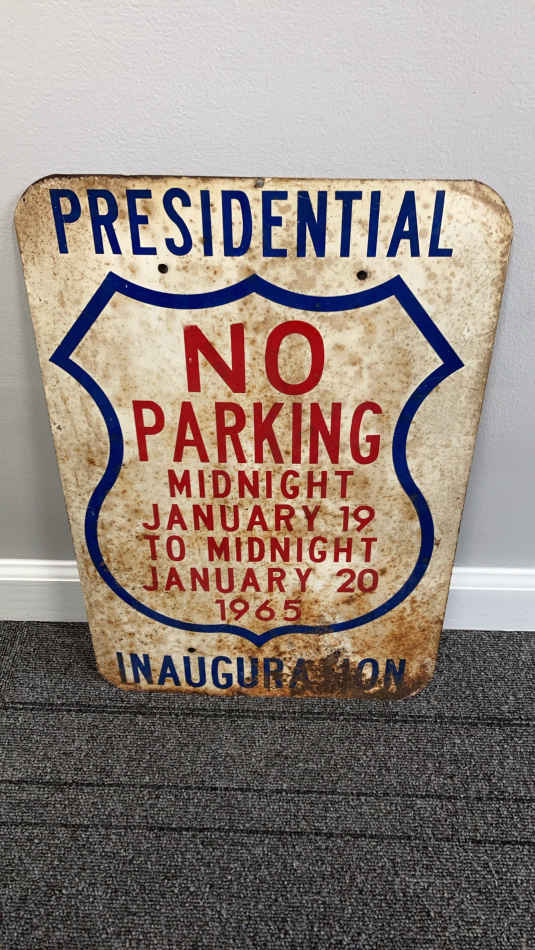 PRESIDENTIAL
NO
PARKING
MIDNIGHT
JANUARY 19
TO MIDNIGHT
JANUARY 20
1965
INAUGURATION